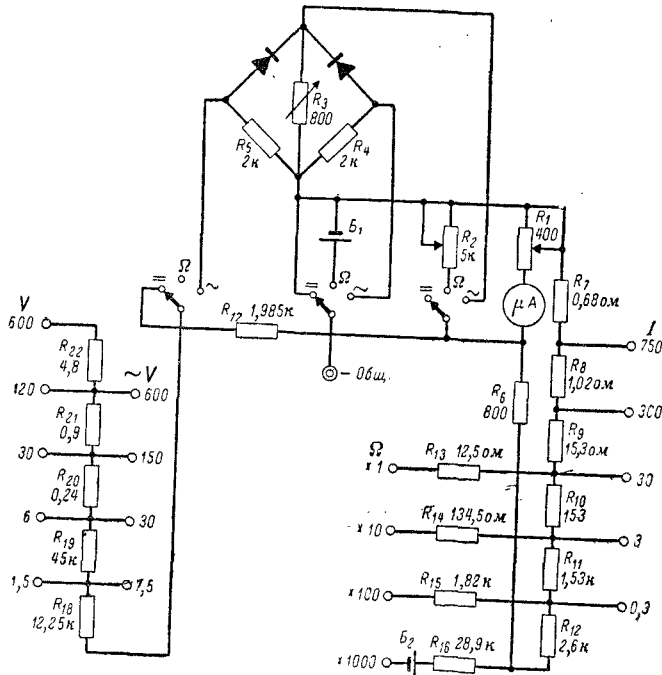 R3
800
R5
2к
R4
2к
Б1
R2
5к
R1
400
Ω
~
Ω
~
Ω
~
μА
R7
0,68ом
V
600
R17 1,985к
— Общ.
I
750
R22
4,8
R8
1,02ом
R6
800
120
~V
600
300
R21
0,9
R9
15,3ом
Ω
×1
R13 12,5ом
30
30
150
R20
0,24
R10
153
×10
R14 134,5ом
3
6
30
R19
45к
R11
1,53к
×100
R15 1,82к
0,3
1,5
7,5
R18
12,25к
R12
2,6к
×1000
Б2
R16 28,9к